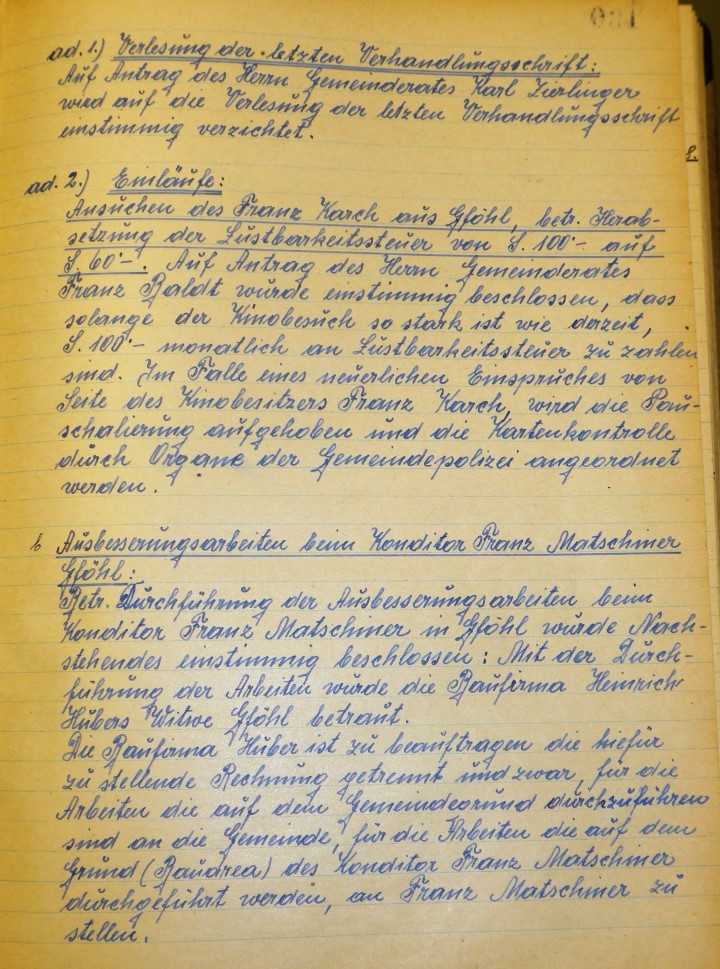 081
ad. 1.) Verlesung der letzten Verhandlungsschrift:
Auf Antrag des Herrn Gemeinderates Karl Zierlinger
wird auf die Verlesung der letzten Verhandlungsschrift
einstimmig verzichtet.
ad. 2.) Einläufe:
Ansuchen des Franz Karch aus Gföhl, betr. Herab-
setzung der Lustbarkeitssteuer von S. 100·- auf
S. 60·-. Auf Antrag des Herrn Gemeinderates
Franz Raldt wurde einstimmig beschlossen, dass
solange der Kinobesuch so stark ist wie derzeit,
S. 100·- monatlich an Lustbarkeitssteuer zu zahlen
sind. Im Falle eines neuerlichen Einspruches von
Seite des Kinobesitzers Franz Karch, wird die Pau-
schalierung aufgehoben und die Kartenkontrolle
durch Organe der Gemeindepolizei angeordnet
werden.
b Ausbesserungsarbeiten beim Konditor Franz Matschiner
Gföhl:
Betr. Durchführung der Ausbesserungsarbeiten beim
Konditor Franz Matschiner in Gföhl wurde Nach-
stehendes einstimmig beschlossen: Mit der Durch-
führung der Arbeiten wurde die Baufirma Heinrich
Hubers Witwe Gföhl betraut.
Die Baufirma Huber ist zu beauftragen die hiefür
zu stellende Rechnung getrennt und zwar, für die
Arbeiten die auf dem Gemeindegrund durchzuführen
sind an die Gemeinde, für die Arbeiten die auf dem
Grund (Bauarea) des Konditor Franz Matschiner
durchgeführt werden, an Franz Matschiner zu
stellen.